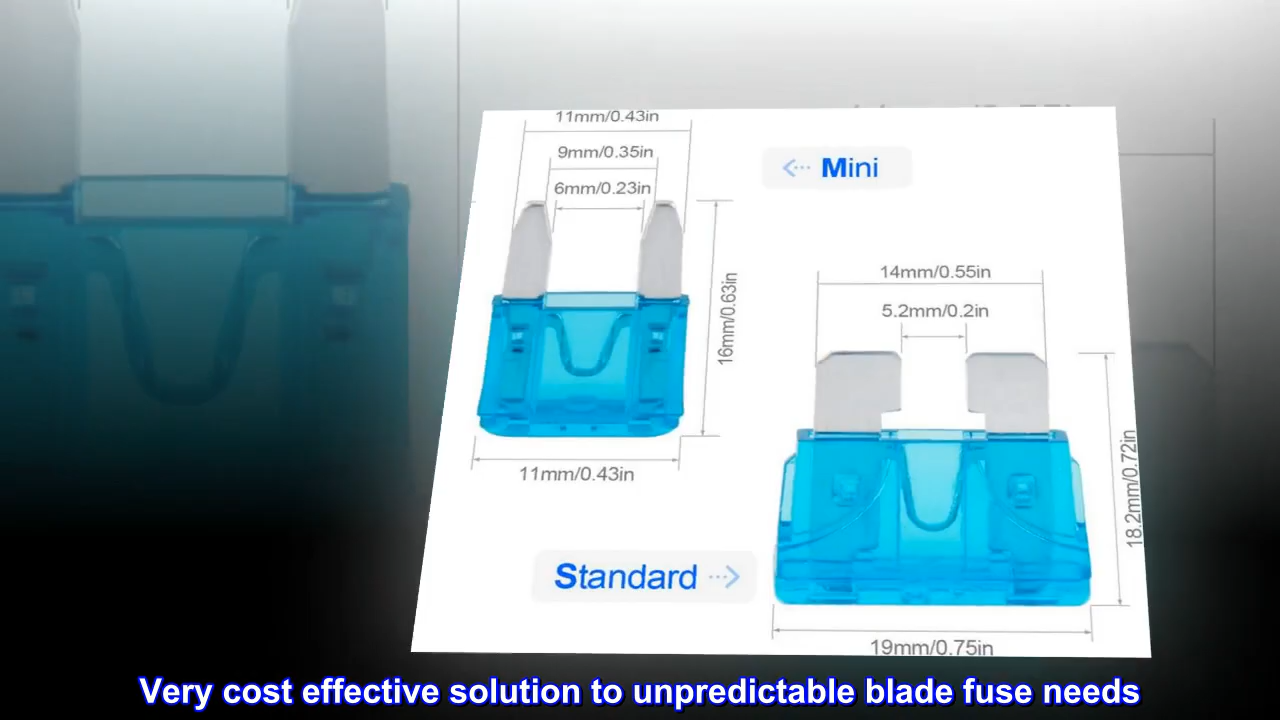 11mm/0.43in
9mm/0.35in
6mm/0.23in
Mini
16mm/0.63in
11mm/0.43in
14mm/0.55in
5.2mm/0.2in
18.2mm/0.72in
Standard
19mm/0.75in
Very cost effective solution to unpredictable blade fuse needs